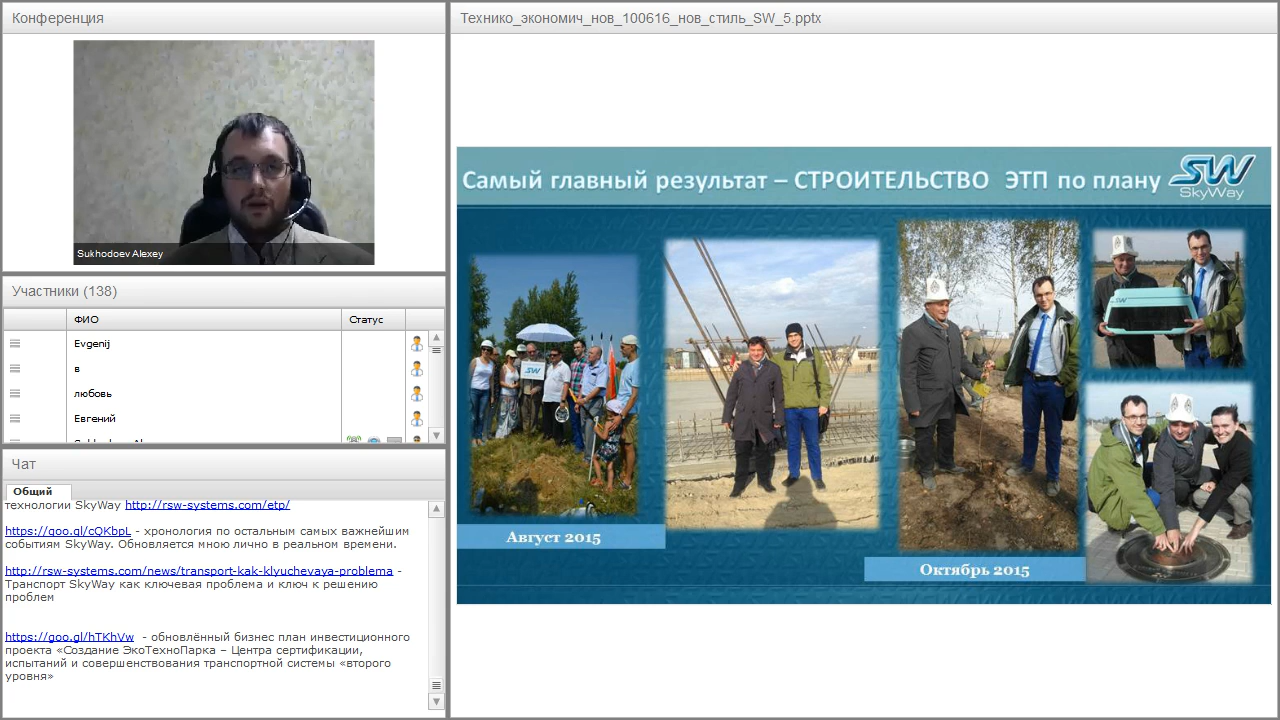 Конференция
Sukhodoev Alexey
Участники (138)
ФИО
Статус
Evgenij
в
любовь
Евгений
Чат
Общий
технологии SkyWay http://rsw-systems.com/etp/
https://goo.gl/cQKbpL - хронология по остальным самых важнейшим
событиям SkyWay. Обновляется мною лично в реальном времени.
http://rsw-systems.com/news/transport-kak-klyuchevaya-problema -
Транспорт SkyWay как ключевая проблема и ключ к решению
проблем
https://goo.gl/hTKhVw - обновлённый бизнес план инвестиционного
проекта «Создание ЭкоТехноПарка – Центра сертификации,
испытаний и совершенствования транспортной системы «второго
уровня»
Технико_экономич_нов_100616_нов_стиль_SW_5.pptx
Самый главный результат – СТРОИТЕЛЬСТВО ЭТП по плану
SW
SkyWay
SW
SW
Август 2015
Октябрь 2015